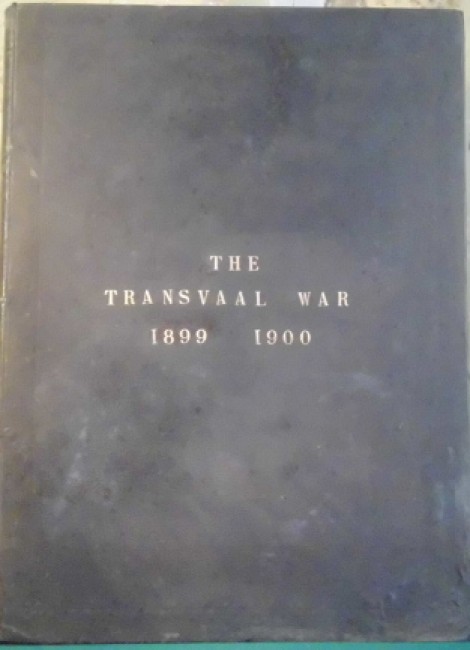 THE
TRANSVAAL WAR
1899 1900